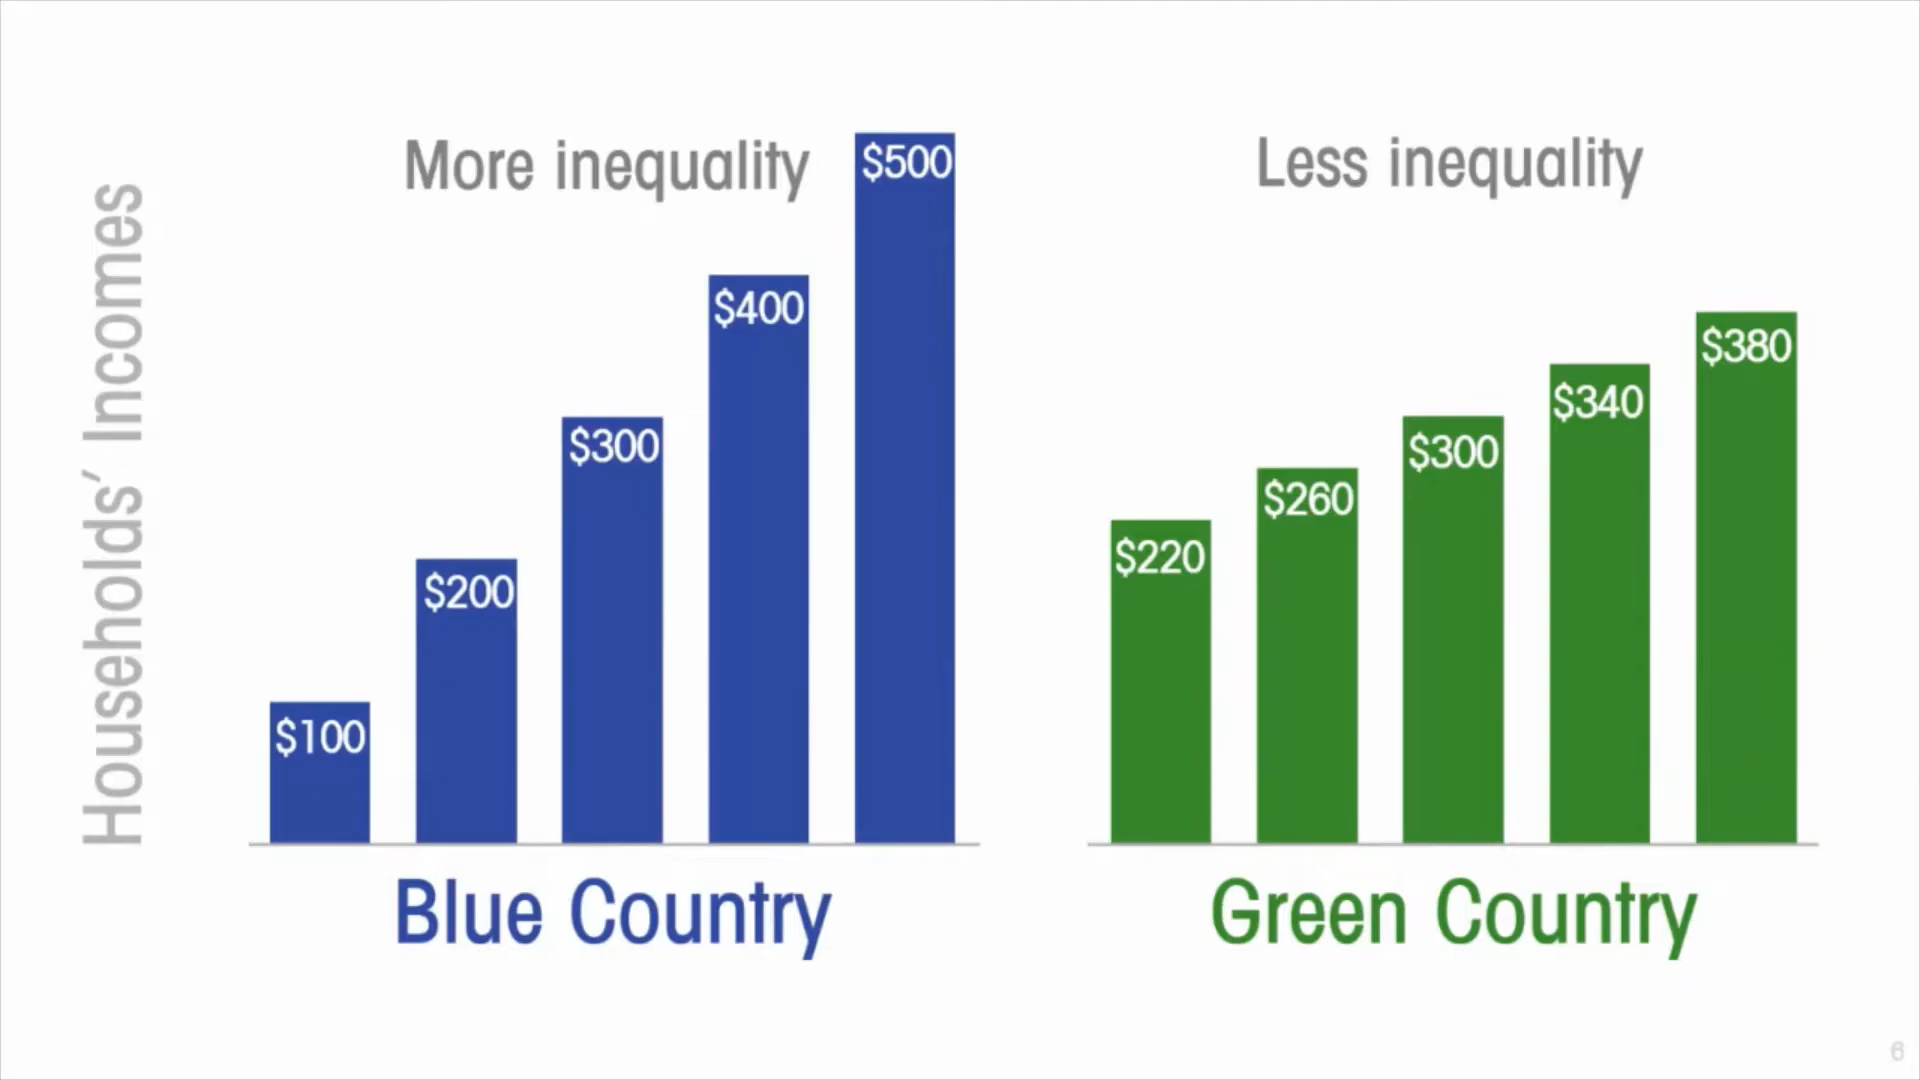 Households' Incomes
More inequality
$100
$200
$300
$400
$500
Blue Country
Less inequality
$220
$260
$300
$340
$380
Green Country
6